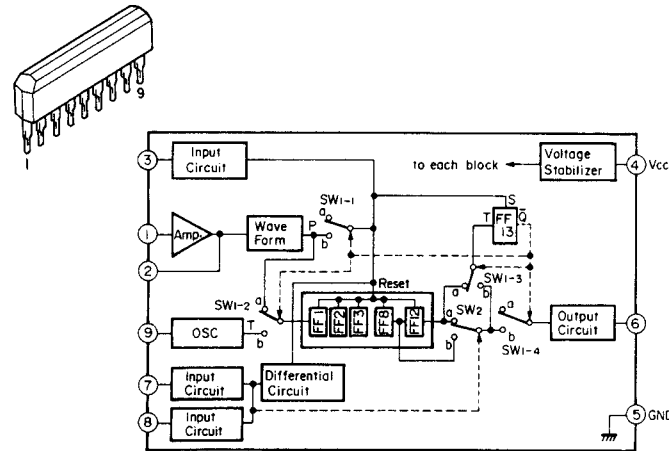 9
1
3
Input
Circuit
to each block
Voltage
Stabilizer
4
Vcc
SW1-1
a
b
S
T
FF
13
Q̅
1
Amp.
Wave
Form
P
2
Reset
SW1-3
a
b
SW1-2
a
b
FF1
FF2
FF3
FF8
FF12
SW2
a
b
a
b
SW1-4
Output
Circuit
6
9
OSC
T
7
Input
Circuit
Differential
Circuit
8
Input
Circuit
5
GND